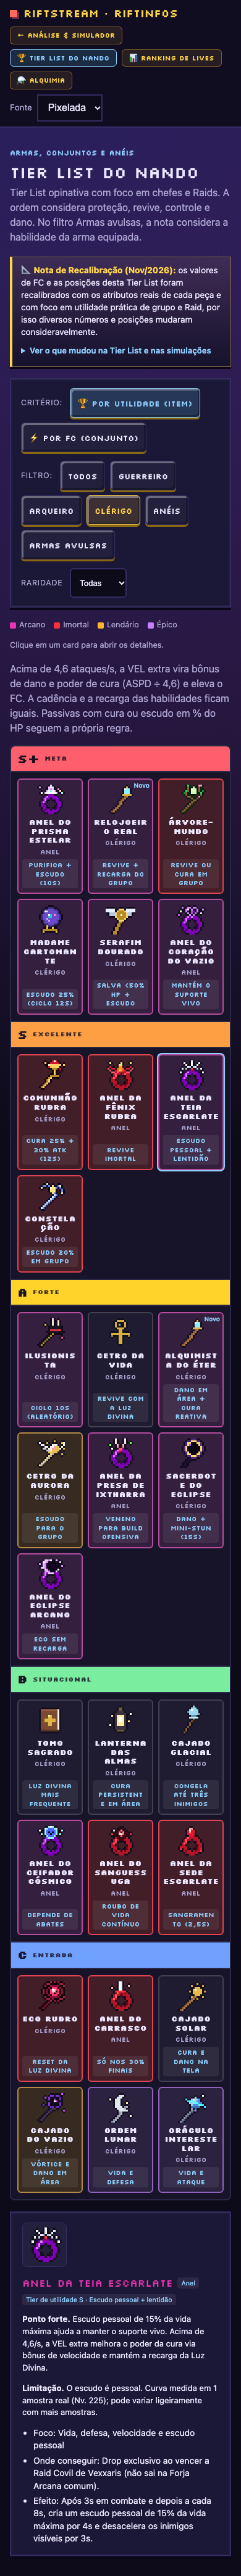 RIFTSTREAM · RIFTINFOS
← ANÁLISE & SIMULADOR
🏆 TIER LIST DO NANDO
📊 RANKING DE LIVES
ALQUIMIA
Fonte
Pixelada
ARMAS, CONJUNTOS E ANÉIS
TIER LIST DO NANDO
Tier List opinativa com foco em chefes e Raids. A ordem considera proteção, revive, controle e dano. No filtro Armas avulsas, a nota considera a habilidade da arma equipada.
📐 Nota de Recalibração (Nov/2026): os valores de FC e as posições desta Tier List foram recalibrados com os atributos reais de cada peça e com foco em utilidade prática de grupo e Raid, por isso diversos números e posições mudaram consideravelmente.
▶ Ver o que mudou na Tier List e nas simulações
CRITÉRIO:
🏆 POR UTILIDADE (ITEM)
⚡ POR FC (CONJUNTO)
FILTRO:
TODOS
GUERREIRO
ARQUEIRO
CLÉRIGO
ANÉIS
ARMAS AVULSAS
RARIDADE
Todas
Arcano
Imortal
Lendário
Épico
Clique em um card para abrir os detalhes.
Acima de 4,6 ataques/s, a VEL extra vira bônus de dano e poder de cura (ASPD ÷ 4,6) e eleva o FC. A cadência e a recarga das habilidades ficam iguais. Passivas com cura ou escudo em % do HP seguem a própria regra.
S+ META
ANEL DO PRISMA ESTELAR
ANEL
PURIFICA + ESCUDO (10S)
Novo
RELOJOEIRO REAL
CLÉRIGO
REVIVE + RECARGA DO GRUPO
ÁRVORE-MUNDO
CLÉRIGO
REVIVE OU CURA EM GRUPO
MADAME CARTOMANTE
CLÉRIGO
ESCUDO 25% (CICLO 12S)
SERAFIM DOURADO
CLÉRIGO
SALVA (50% HP + ESCUDO
ANEL DO CORAÇÃO DO VAZIO
ANEL
MANTÉM O SUPORTE VIVO
S EXCELENTE
COMUNHÃO RUBRA
CLÉRIGO
CURA 25% + 30% ATK (12S)
ANEL DA FÊNIX RUBRA
ANEL
REVIVE IMORTAL
ANEL DA TEIA ESCARLATE
ANEL
ESCUDO PESSOAL + LENTIDÃO
CONSTELAÇÃO
CLÉRIGO
ESCUDO 20% EM GRUPO
A FORTE
ILUSIONISTA
CLÉRIGO
CICLO 10S (ALEATÓRIO)
CETRO DA VIDA
CLÉRIGO
REVIVE COM A LUZ DIVINA
Novo
ALQUIMISTA DO ÉTER
CLÉRIGO
DANO EM ÁREA + CURA REATIVA
CETRO DA AURORA
CLÉRIGO
ESCUDO PARA O GRUPO
ANEL DA PRESA DE IXTHARRA
ANEL
VENENO PARA BUILD OFENSIVA
SACERDOTE DO ECLIPSE
CLÉRIGO
DANO + MINI-STUN (15S)
ANEL DO ECLIPSE ARCANO
ANEL
ECO SEM RECARGA
B SITUACIONAL
TOMO SAGRADO
CLÉRIGO
LUZ DIVINA MAIS FREQUENTE
LANTERNA DAS ALMAS
CLÉRIGO
CURA PERSISTENTE EM ÁREA
CAJADO GLACIAL
CLÉRIGO
CONGELA ATÉ TRÊS INIMIGOS
ANEL DO CEIFADOR CÓSMICO
ANEL
DEPENDE DE ABATES
ANEL DO SANGUESSUGA
ANEL
ROUBO DE VIDA CONTÍNUO
ANEL DA SEDE ESCARLATE
ANEL
SANGRAMENTO (2,5S)
C ENTRADA
ECO RUBRO
CLÉRIGO
RESET DA LUZ DIVINA
ANEL DO CARRASCO
ANEL
SÓ NOS 30% FINAIS
CAJADO SOLAR
CLÉRIGO
CURA E DANO NA TELA
CAJADO DO VAZIO
CLÉRIGO
VÓRTICE E DANO EM ÁREA
ORDEM LUNAR
CLÉRIGO
VIDA E DEFESA
ORÁCULO INTERESTELAR
CLÉRIGO
VIDA E ATAQUE
ANEL DA TEIA ESCARLATE Anel
Tier de utilidade S · Escudo pessoal + lentidão
Ponto forte. Escudo pessoal de 15% da vida máxima ajuda a manter o suporte vivo. Acima de 4,6/s, a VEL extra melhora o poder da cura via bônus de velocidade e mantém a recarga da Luz Divina.
Limitação. O escudo é pessoal. Curva medida em 1 amostra real (Nv. 225); pode variar ligeiramente com mais amostras.
• Foco: Vida, defesa, velocidade e escudo pessoal
• Onde conseguir: Drop exclusivo ao vencer a Raid Covil de Vexxaris (não sai na Forja Arcana comum).
• Efeito: Após 3s em combate e depois a cada 8s, cria um escudo pessoal de 15% da vida máxima por 4s e desacelera os inimigos visíveis por 3s.